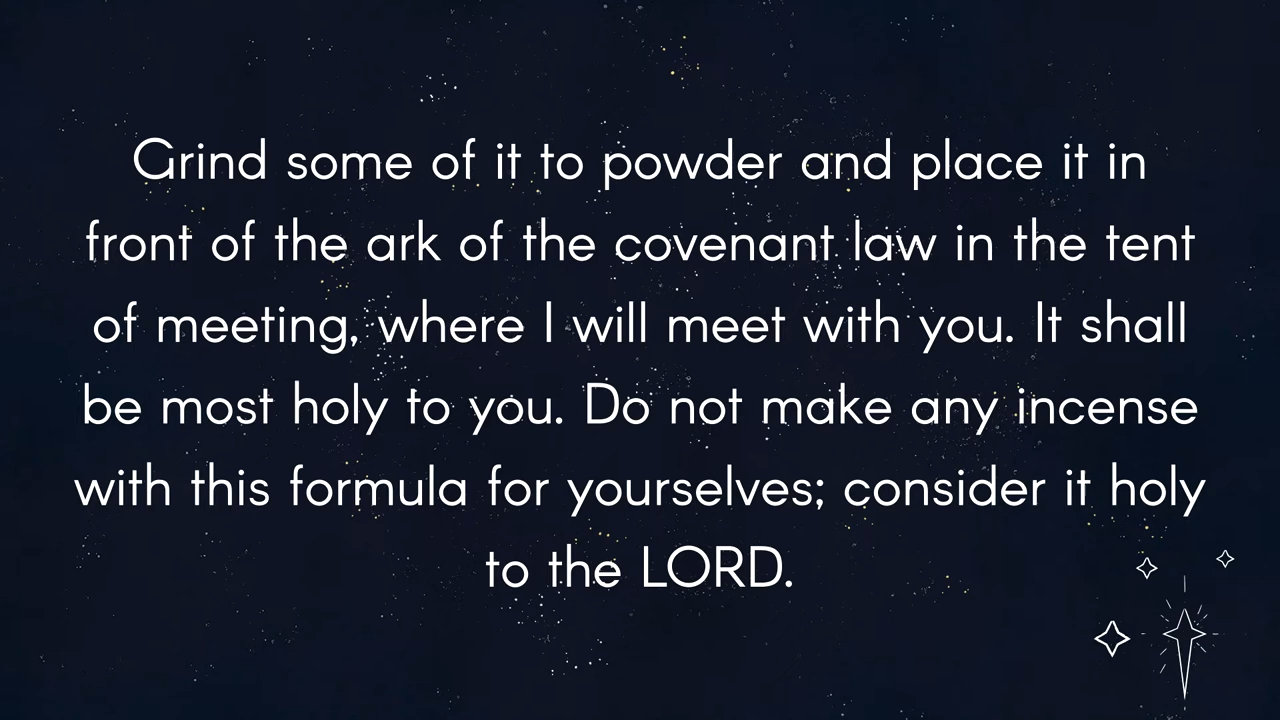 Grind some of it to powder and place it in
front of the ark of the covenant law in the tent
of meeting, where I will meet with you. It shall
be most holy to you. Do not make any incense
with this formula for yourselves; consider it holy
to the LORD.